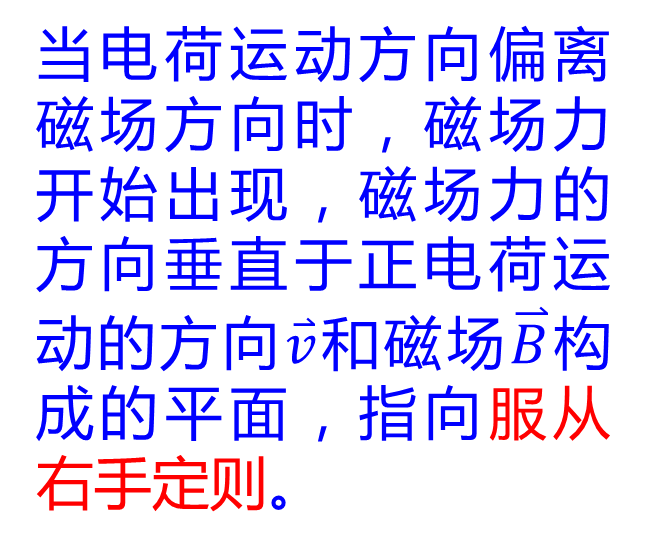 当电荷运动方向偏离
磁场方向时，磁场力
开始出现，磁场力的
方向垂直于正电荷运
动的方向v⃗和磁场B⃗构
成的平面，指向服从
右手定则。